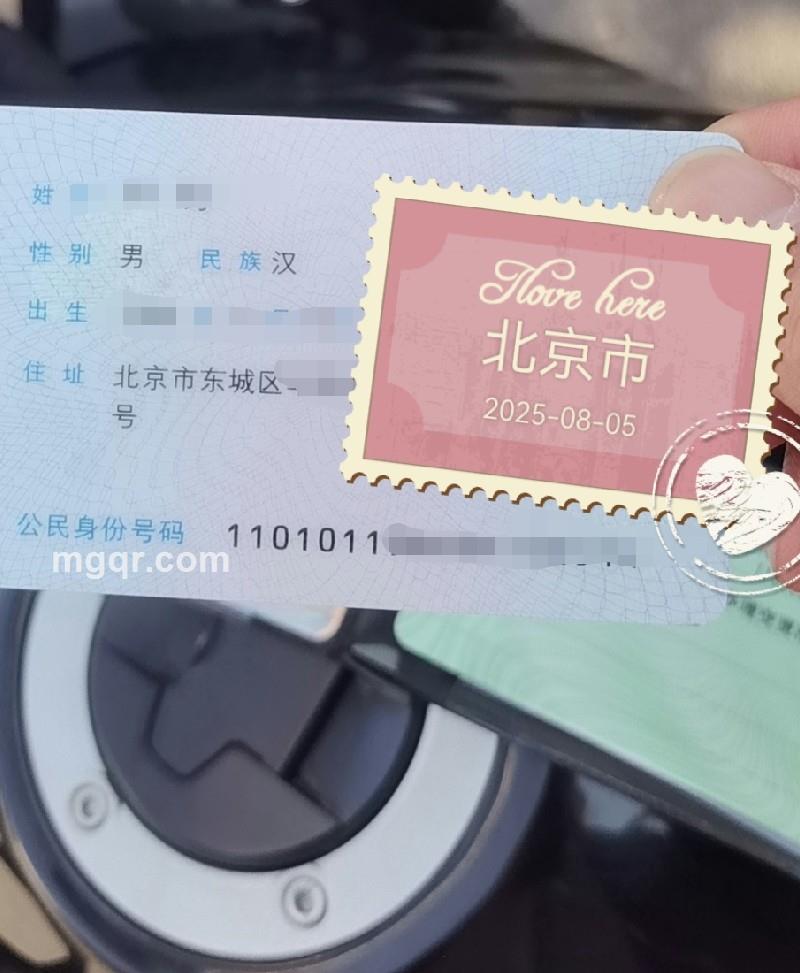 姓
性别 男 民族 汉
出生
住址 北京市东城区
号
公民身份号码 1101011
mgqr.com
I love here
北京市
2025-08-05